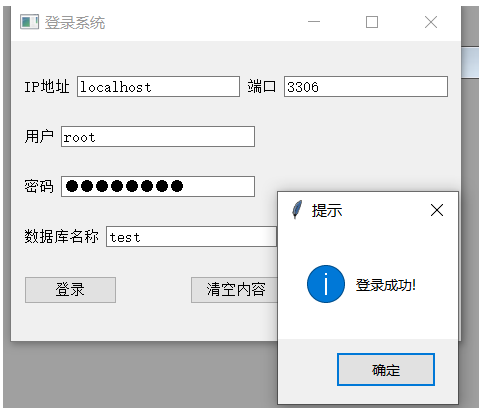 登录系统
IP地址 localhost 端口 3306
用户 root
密码 ●●●●●●●●
数据库名称 test
登录 清空内容
提示
登录成功!
确定